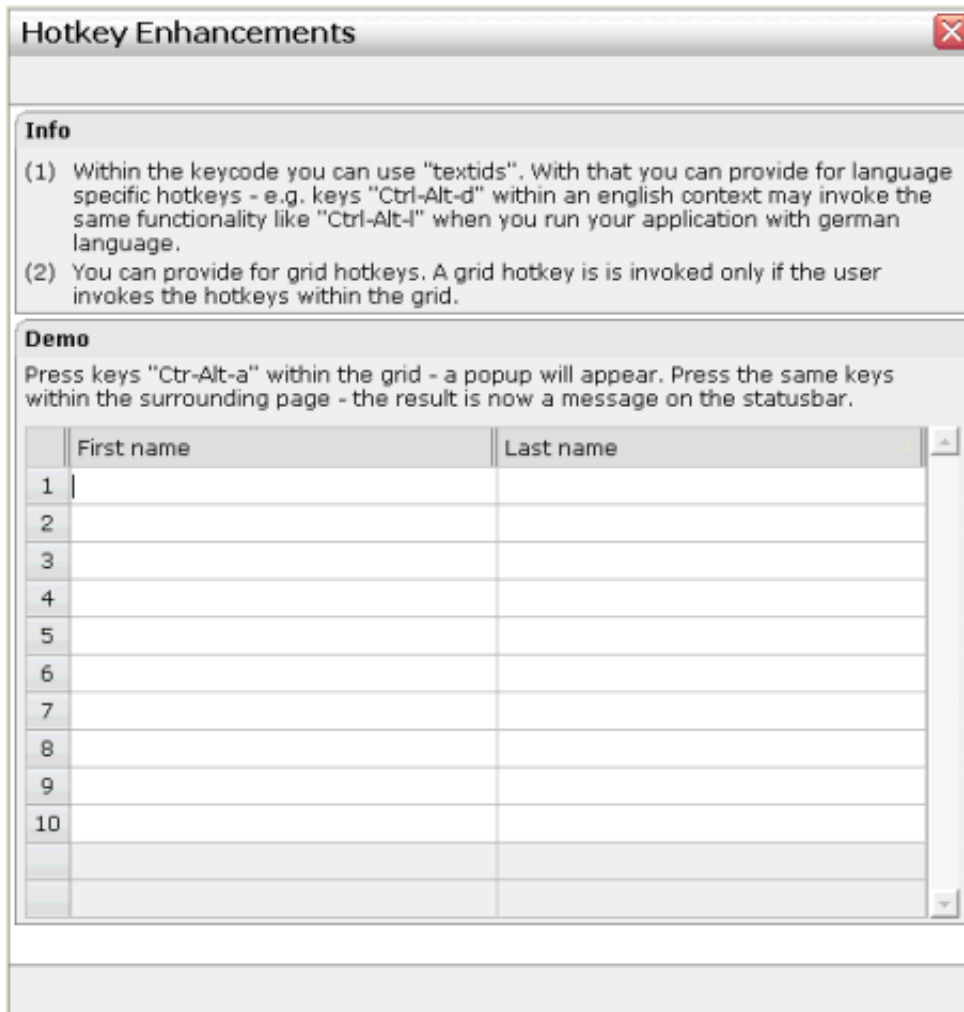 Hotkey Enhancements
Info
(1) Within the keycode you can use "textids". With that you can provide for language
specific hotkeys - e.g. keys "Ctrl-Alt-d" within an english context may invoke the
same functionality like "Ctrl-Alt-l" when you run your application with german
language.
(2) You can provide for grid hotkeys. A grid hotkey is is invoked only if the user
invokes the hotkeys within the grid.
Demo
Press keys "Ctr-Alt-a" within the grid - a popup will appear. Press the same keys
within the surrounding page - the result is now a message on the statusbar.
First name Last name
1
2
3
4
5
6
7
8
9
10